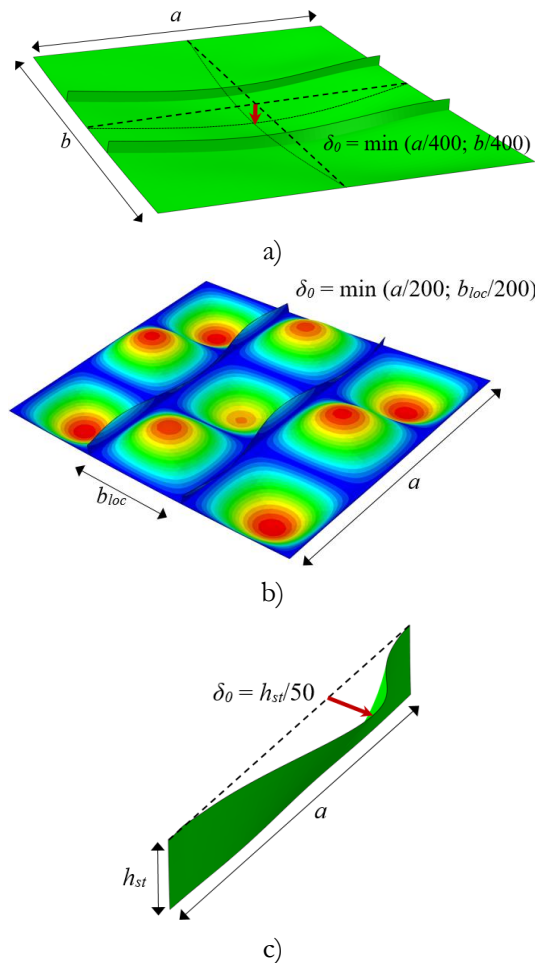 a
b
δ₀ = min (a/400; b/400)
a)
δ₀ = min (a/200; bₗₒc/200)
bₗₒc
a
b)
δ₀ = hₛₜ/50
a
hₛₜ
c)